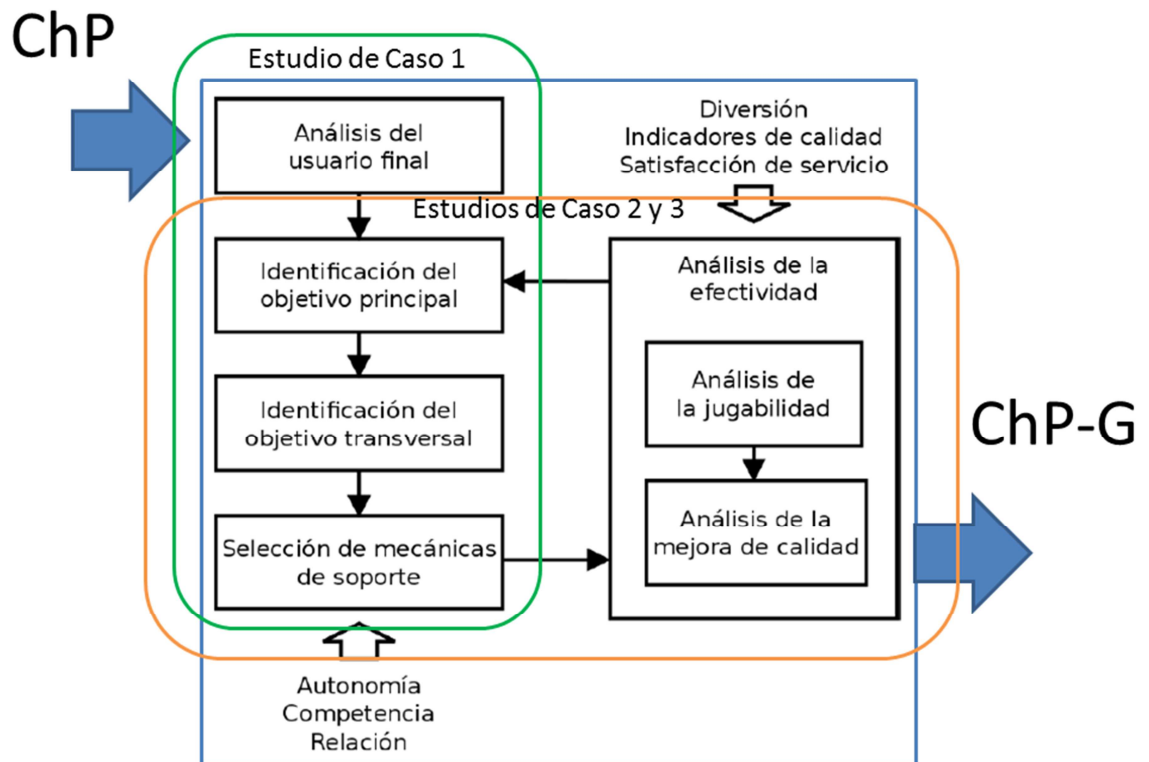 ChP
Estudio de Caso 1
Análisis del
usuario final
Diversión
Indicadores de calidad
Satisfacción de servicio
Estudios de Caso 2 y 3
Identificación del
objetivo principal
Análisis de la
efectividad
Identificación del
objetivo transversal
Análisis de
la jugabilidad
ChP-G
Selección de mecánicas
de soporte
Análisis de la
mejora de calidad
Autonomía
Competencia
Relación